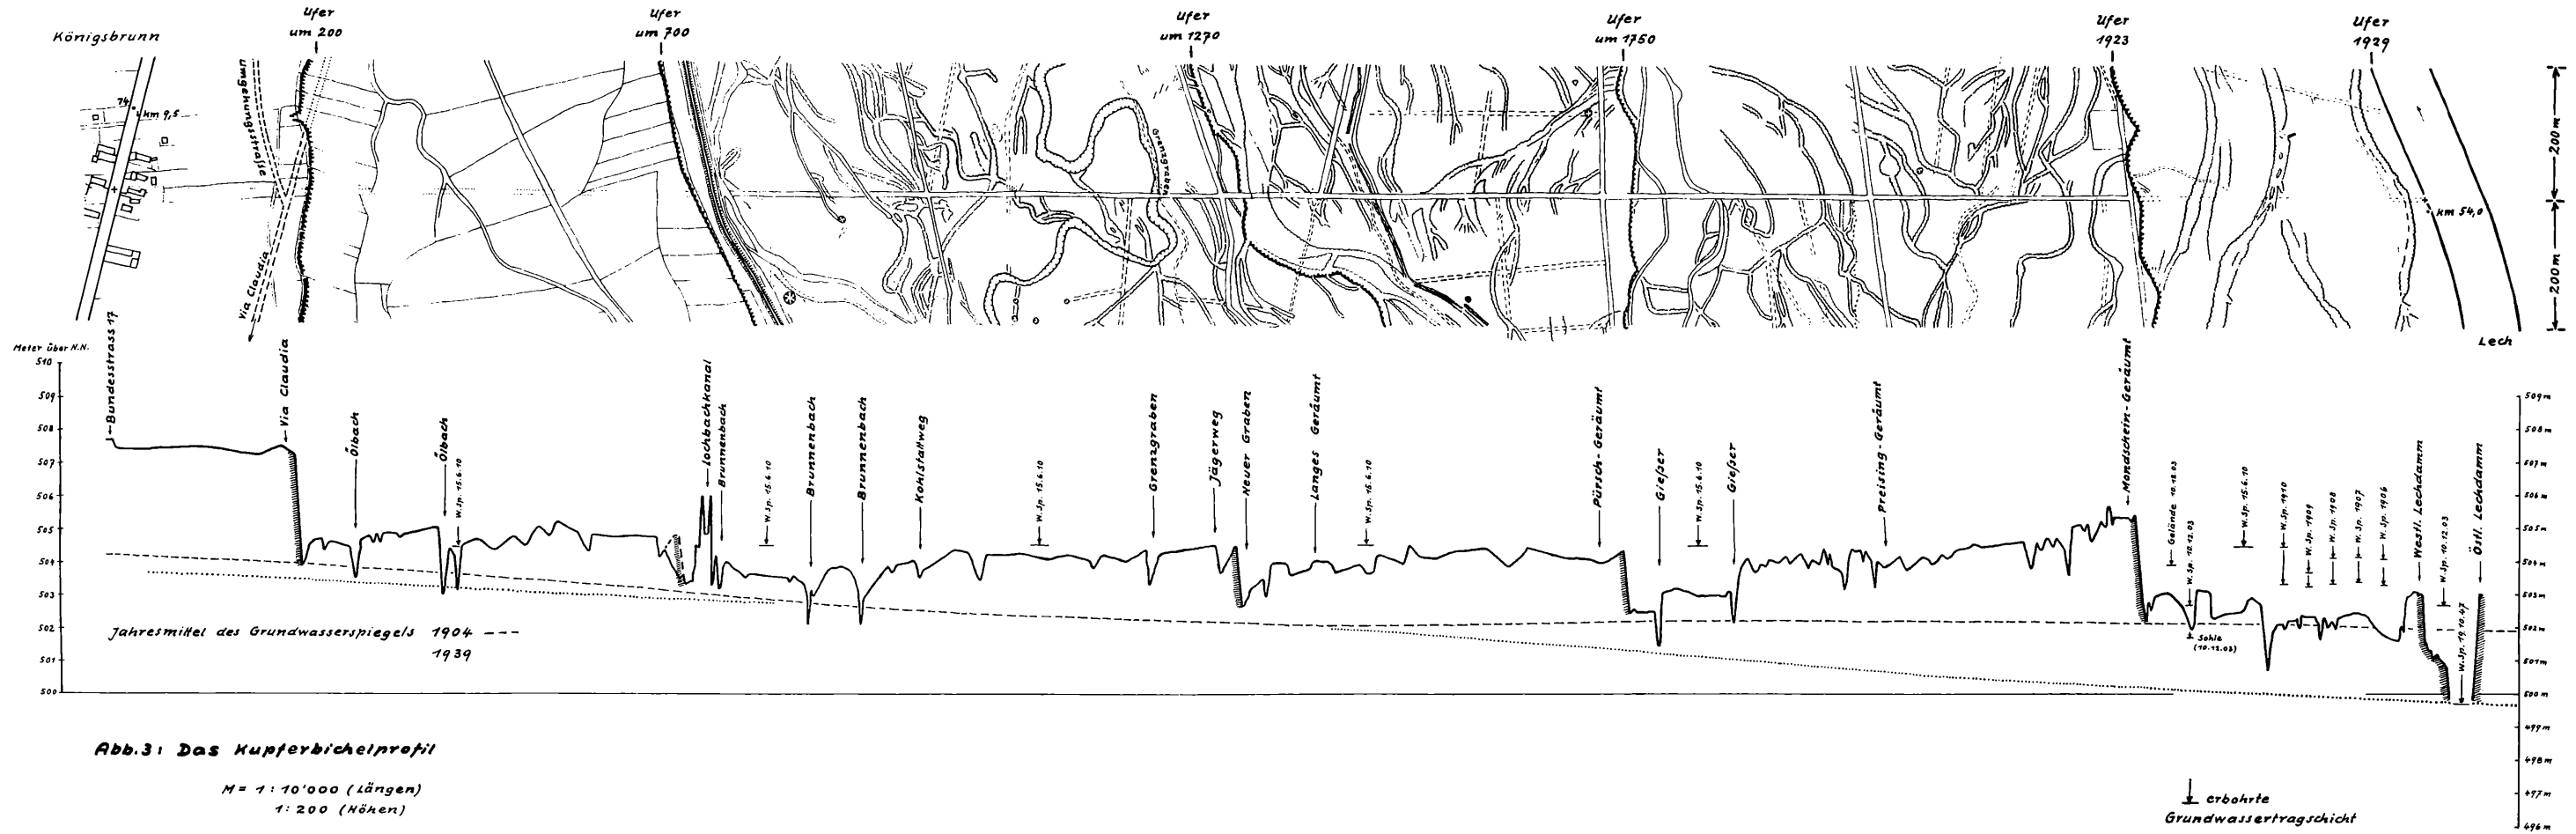 Königsbrunn
Ufer
um 200
Ufer
um 700
Ufer
um 1270
Ufer
um 1750
Ufer
1923
Ufer
1929
74
km 9,5
Umgehungsstrasse
Via Claudia
Grenzgraben
km 54,0
200 m
200 m
Lech
Meter über N.N.
510
509
508
507
506
505
504
503
502
501
500
Bundesstrass 17
Via Claudia
Ölbach
Ölbach
W.Sp. 15.6.10
Lochbachkanal
Brunnenbach
W.Sp. 15.6.10
Brunnenbach
Brunnenbach
Kohlstattweg
W.Sp. 15.6.10
Grenzgraben
Jägerweg
Neuer Graben
Langes Geräumt
W.Sp. 15.6.10
Pürsch-Geräumt
Gießer
W.Sp. 15.6.10
Gießer
Preising-Geräumt
Mondschein-Geräumt
Gelände 10.12.03
W.Sp. 10.12.03
Sohle
(10.12.03)
W.Sp. 15.6.10
W.Sp. 1910
W.Sp. 1909
W.Sp. 1908
W.Sp. 1907
W.Sp. 1906
Westl. Lechdamm
W.Sp. 10.12.03
W.Sp. 19.10.47
Östl. Lechdamm
509 m
508 m
507 m
506 m
505 m
504 m
503 m
502 m
501 m
500 m
499 m
498 m
497 m
496 m
Jahresmittel des Grundwasserspiegels 1904 ---
1939
Abb.3: Das Kupferbichelprofil
M = 1:10'000 (Längen)
1:200 (Höhen)
erbohrte
Grundwassertragschicht